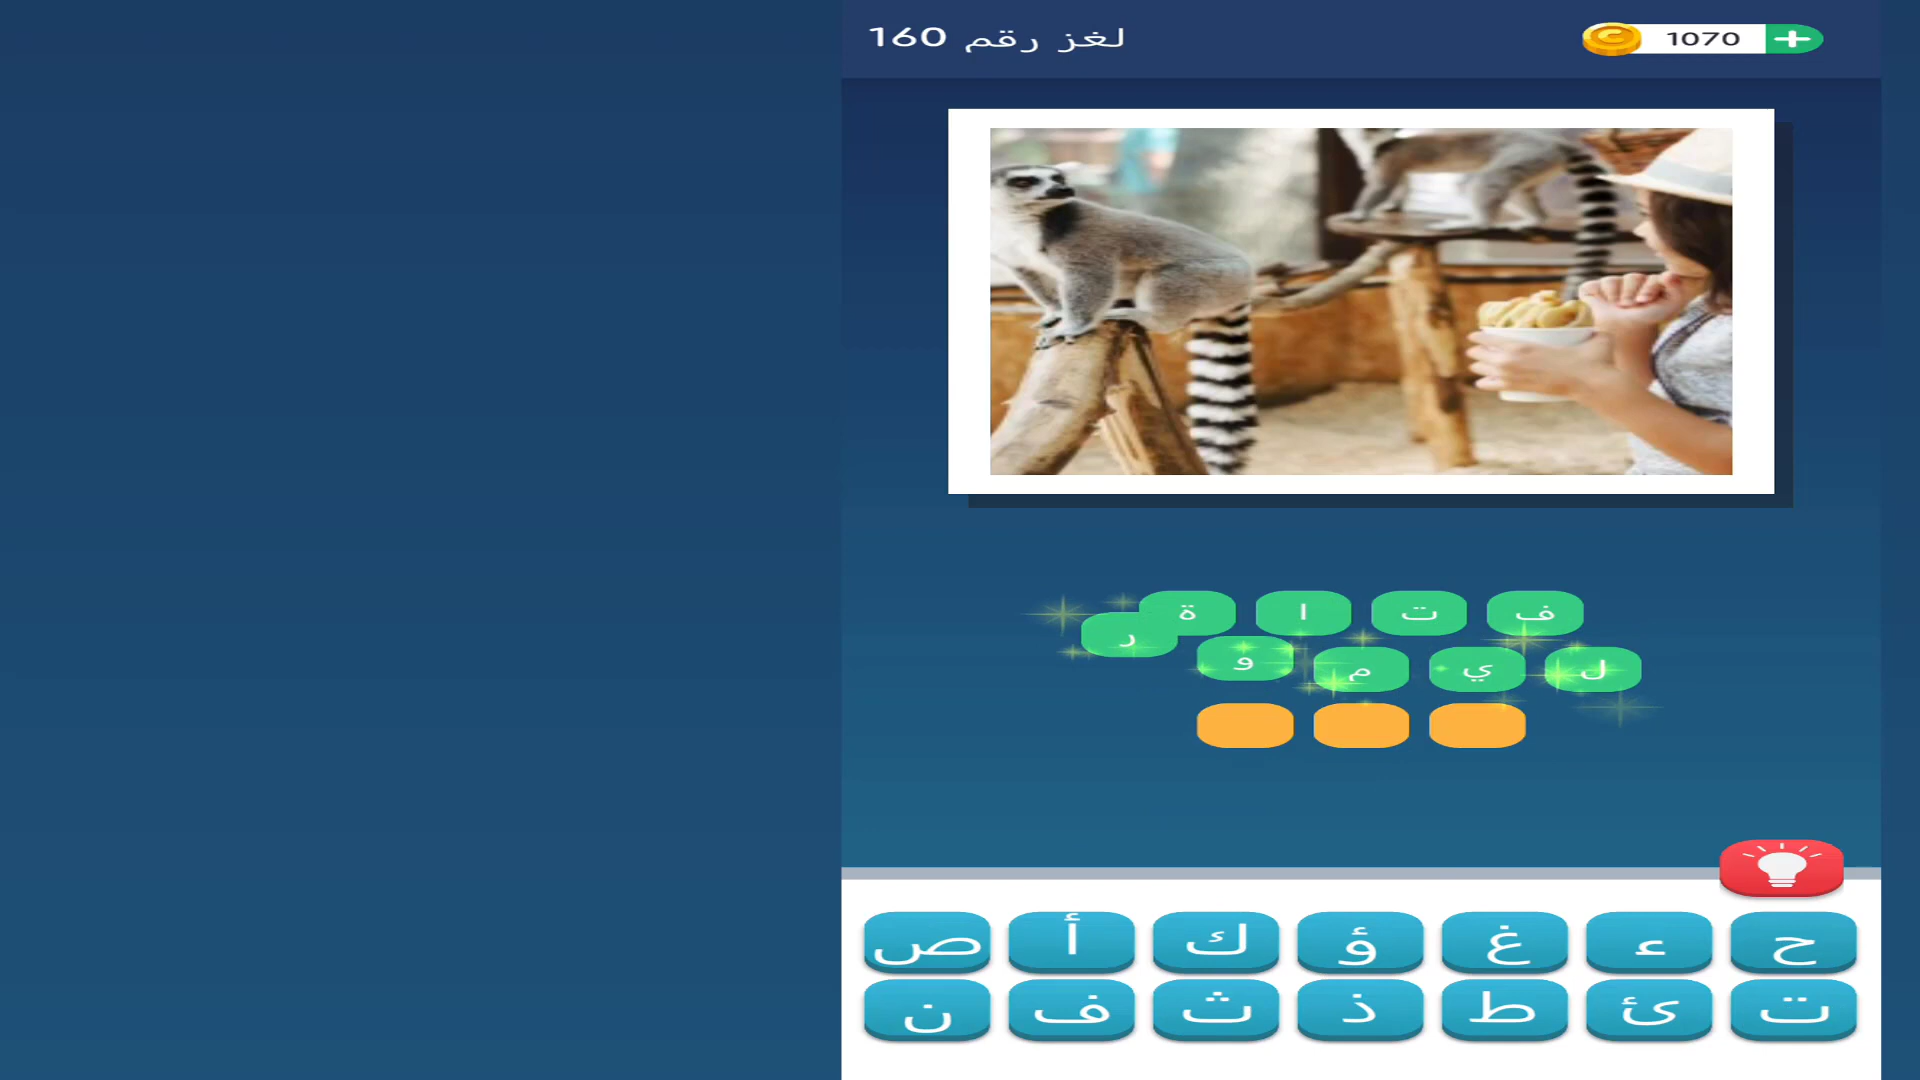 لغز رقم 160
1070
ف ت ا ة
ل ي م و ر
ح ء غ ؤ ك أ ص
ت ئ ط ذ ث ف ن